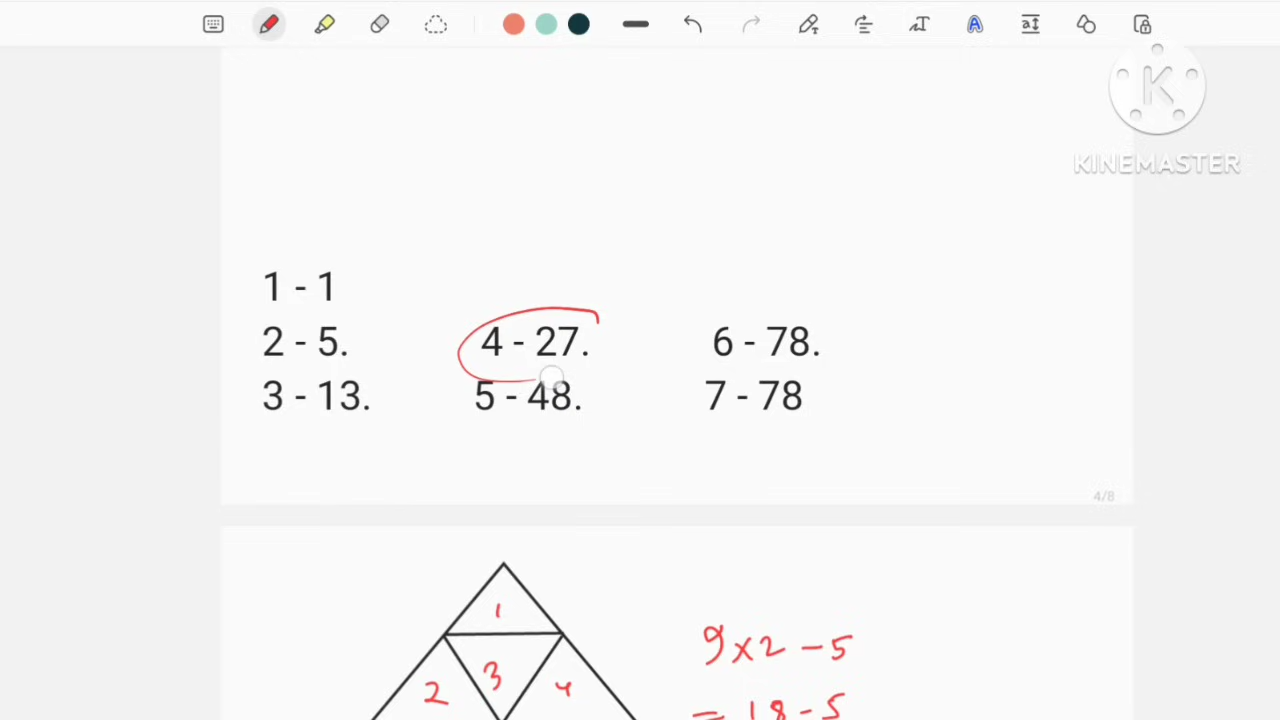 K
KINEMASTER
1 - 1
2 - 5.
3 - 13.
4 - 27.
5 - 48.
6 - 78.
7 - 78
4/8
1
2
3
4
9x2-5
= 18-5